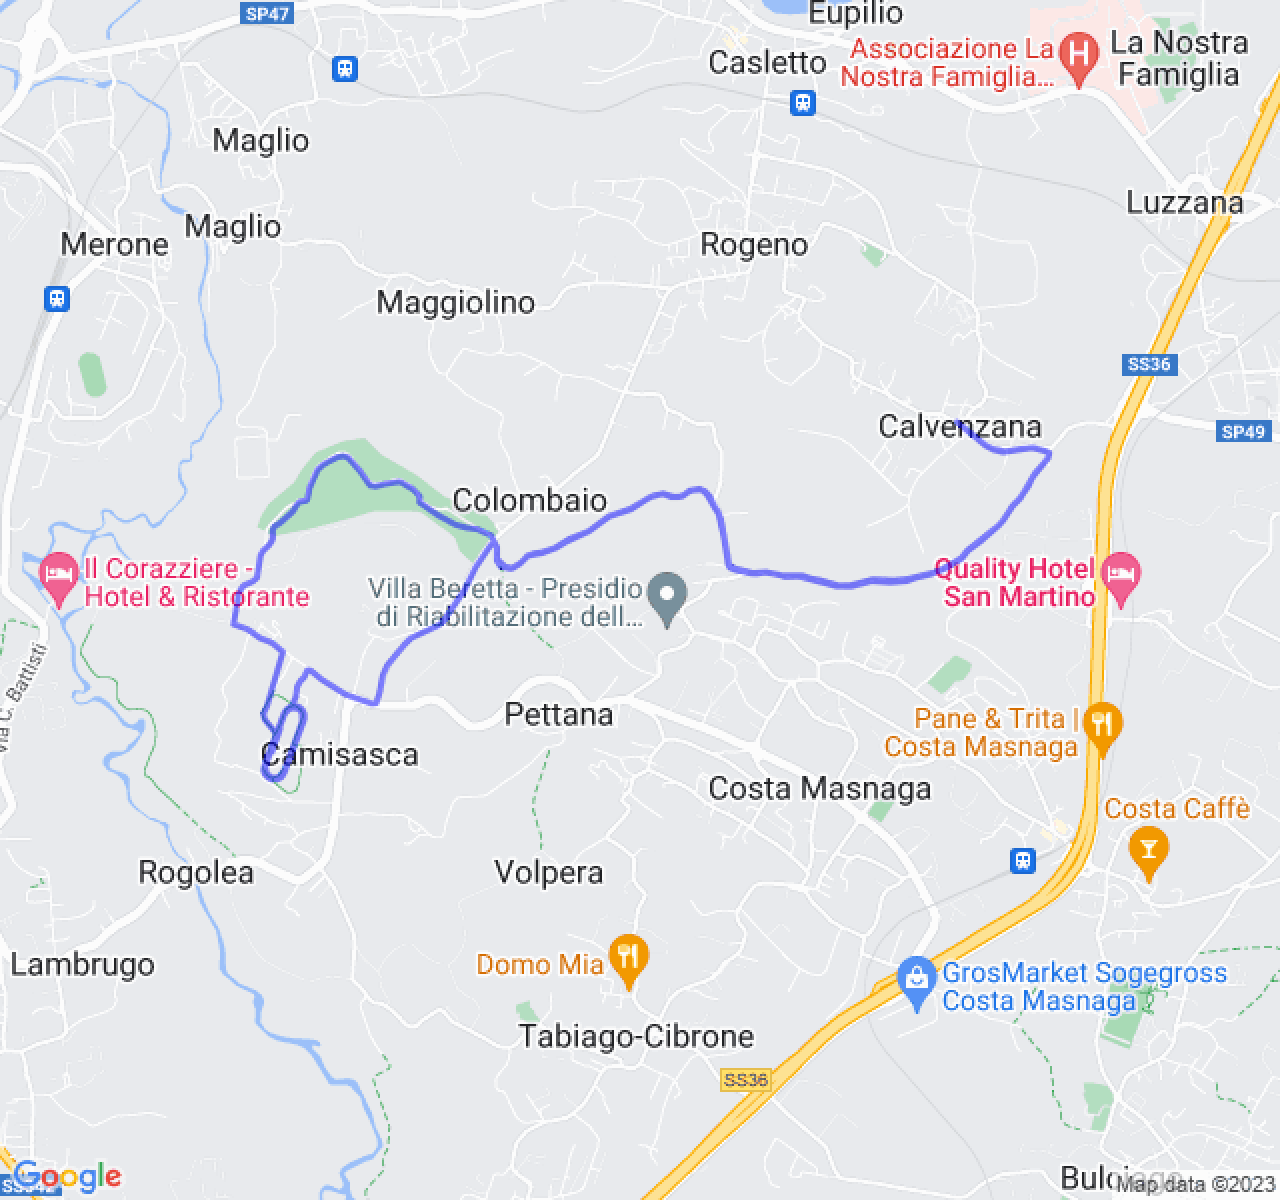 SP47
Eupilio
Casletto
Associazione La
Nostra Famiglia...
La Nostra
Famiglia
Maglio
Luzzana
Maglio
Merone
Rogeno
Maggiolino
SS36
Calvenzana
SP49
Colombaio
Il Corazziere -
Hotel & Ristorante
Villa Beretta - Presidio
di Riabilitazione dell...
Quality Hotel
San Martino
Via C. Battisti
Pettana
Pane & Trita |
Costa Masnaga
Camisasca
Costa Masnaga
Costa Caffè
Rogolea
Volpera
Lambrugo
Domo Mia
GrosMarket Sogegross
Costa Masnaga
Tabiago-Cibrone
SS36
Google
Map data ©2023